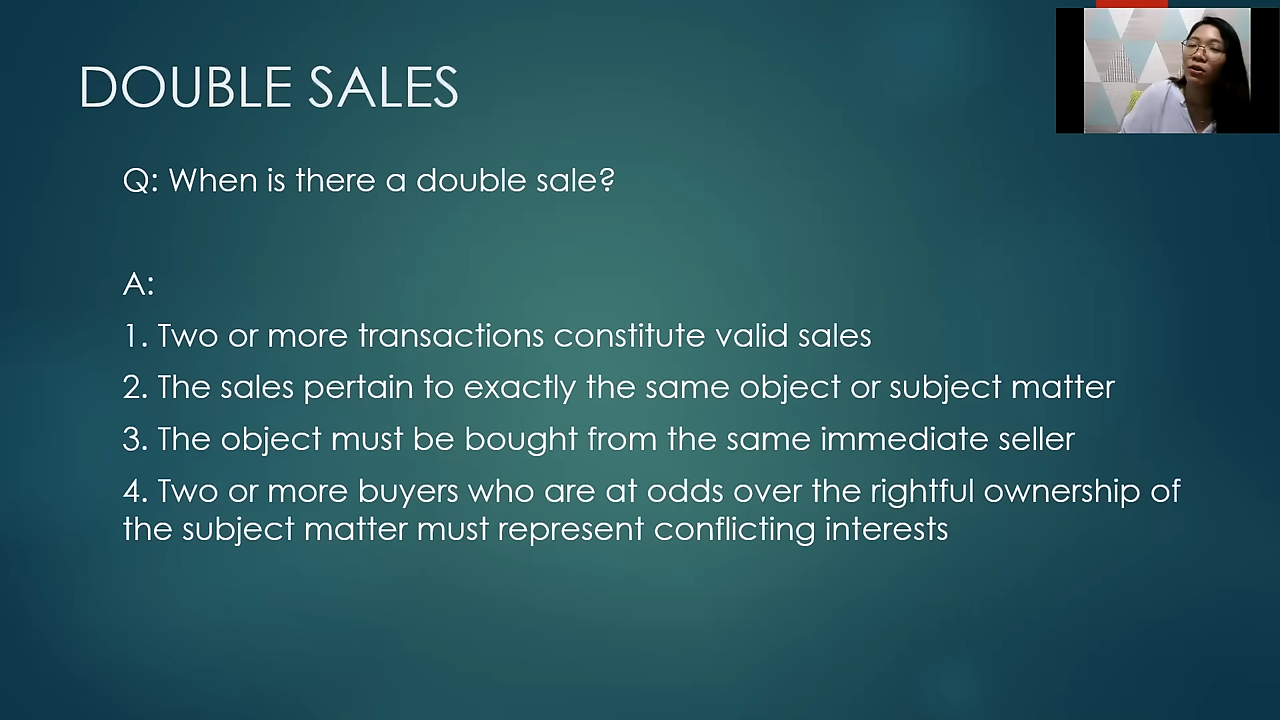 DOUBLE SALES
Q: When is there a double sale?
A:
1. Two or more transactions constitute valid sales
2. The sales pertain to exactly the same object or subject matter
3. The object must be bought from the same immediate seller
4. Two or more buyers who are at odds over the rightful ownership of
the subject matter must represent conflicting interests